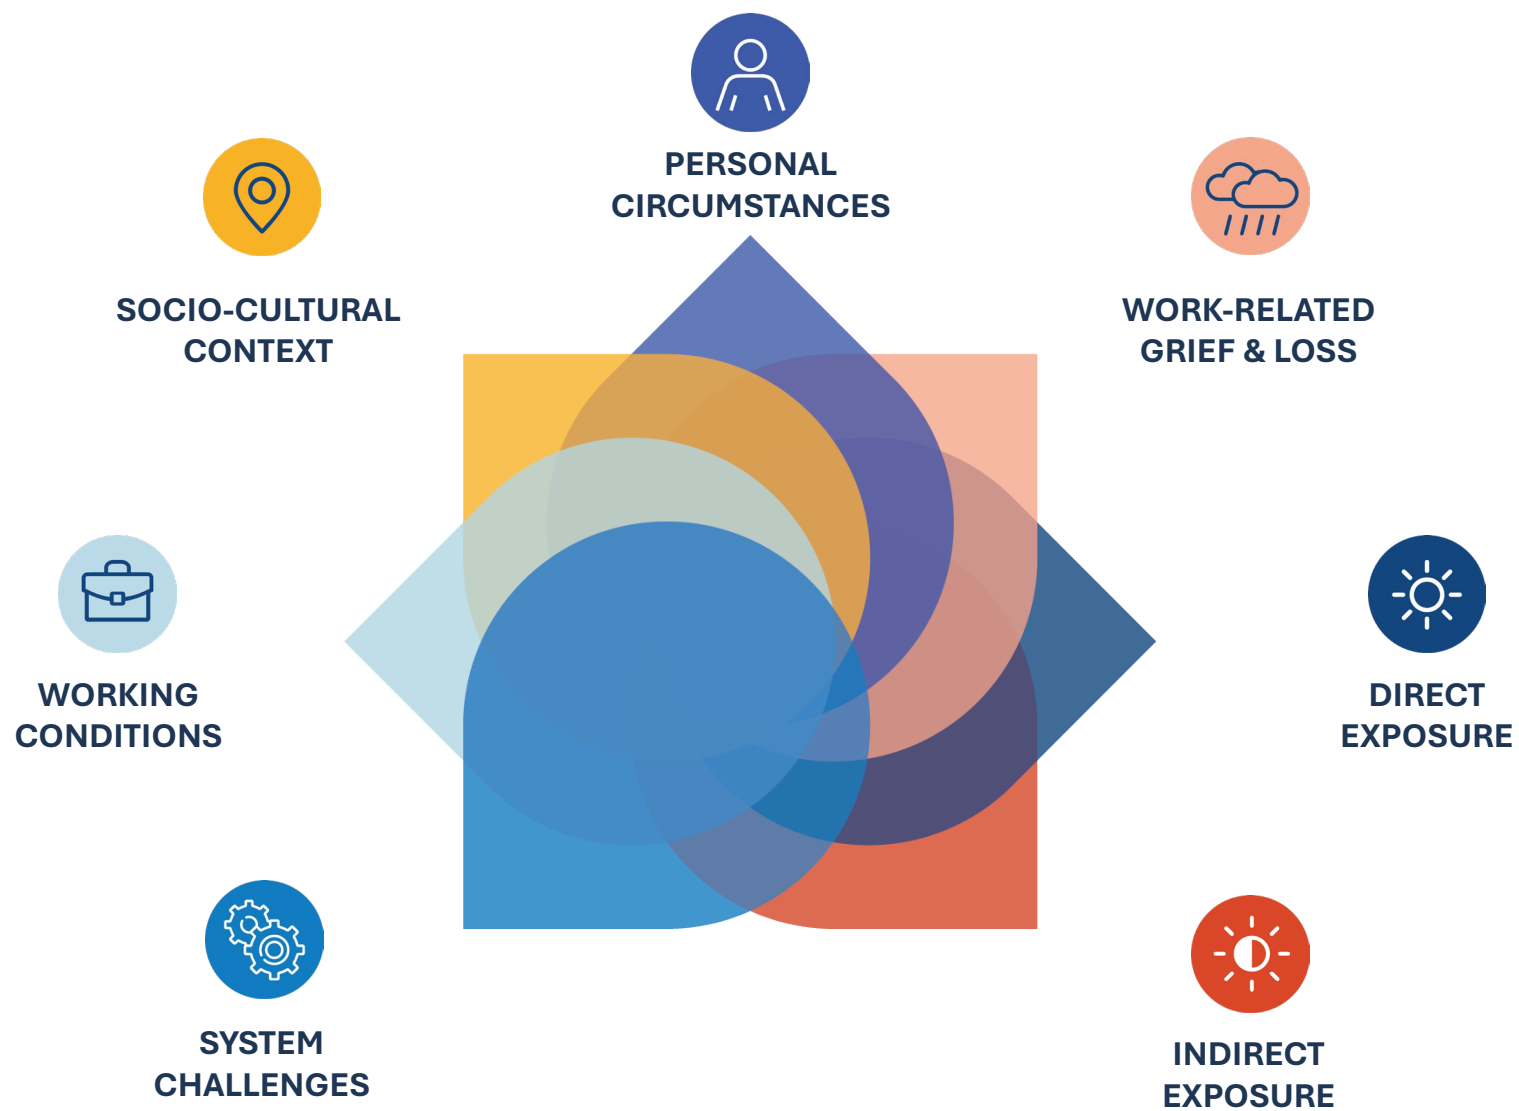 PERSONAL
CIRCUMSTANCES
SOCIO-CULTURAL
CONTEXT
WORK-RELATED
GRIEF & LOSS
WORKING
CONDITIONS
DIRECT
EXPOSURE
SYSTEM
CHALLENGES
INDIRECT
EXPOSURE